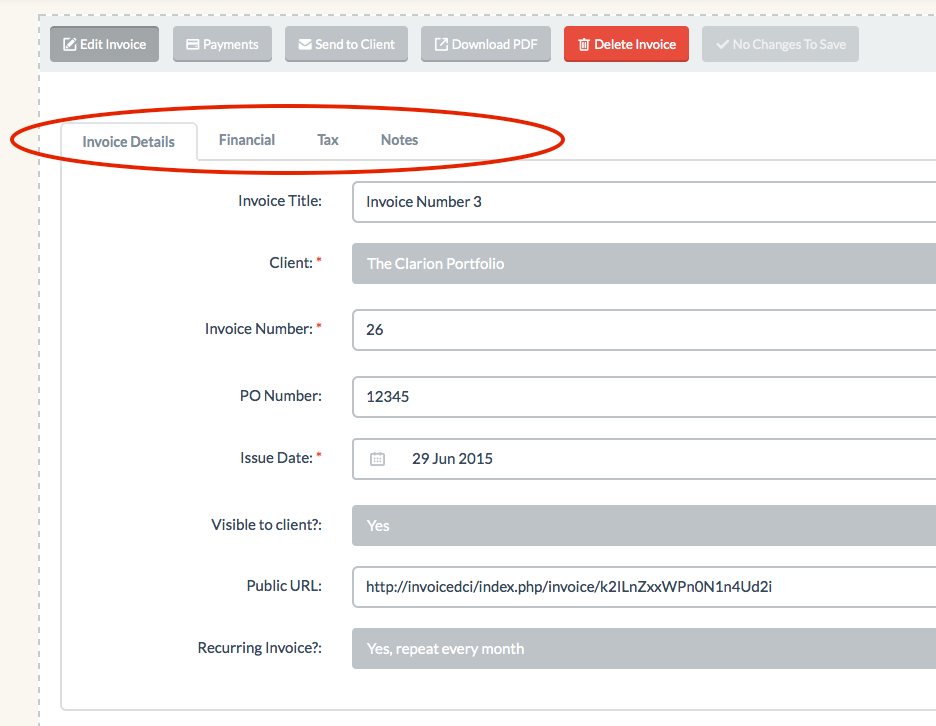 Edit Invoice Payments Send to Client Download PDF Delete Invoice No Changes To Save
Invoice Details Financial Tax Notes
Invoice Title: Invoice Number 3
Client: * The Clarion Portfolio
Invoice Number: * 26
PO Number: 12345
Issue Date: * 29 Jun 2015
Visible to client?: Yes
Public URL: http://invoicedci/index.php/invoice/k2ILnZxxWPn0N1n4Ud2i
Recurring Invoice?: Yes, repeat every month